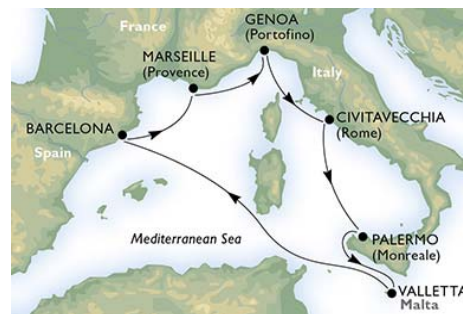 GENOA
(Portofino)
France
MARSEILLE
(Provence)
Italy
CIVITAVECCHIA
(Rome)
BARCELONA
Spain
Mediterranean Sea
PALERMO
(Monreale)
VALLETTA
Malta